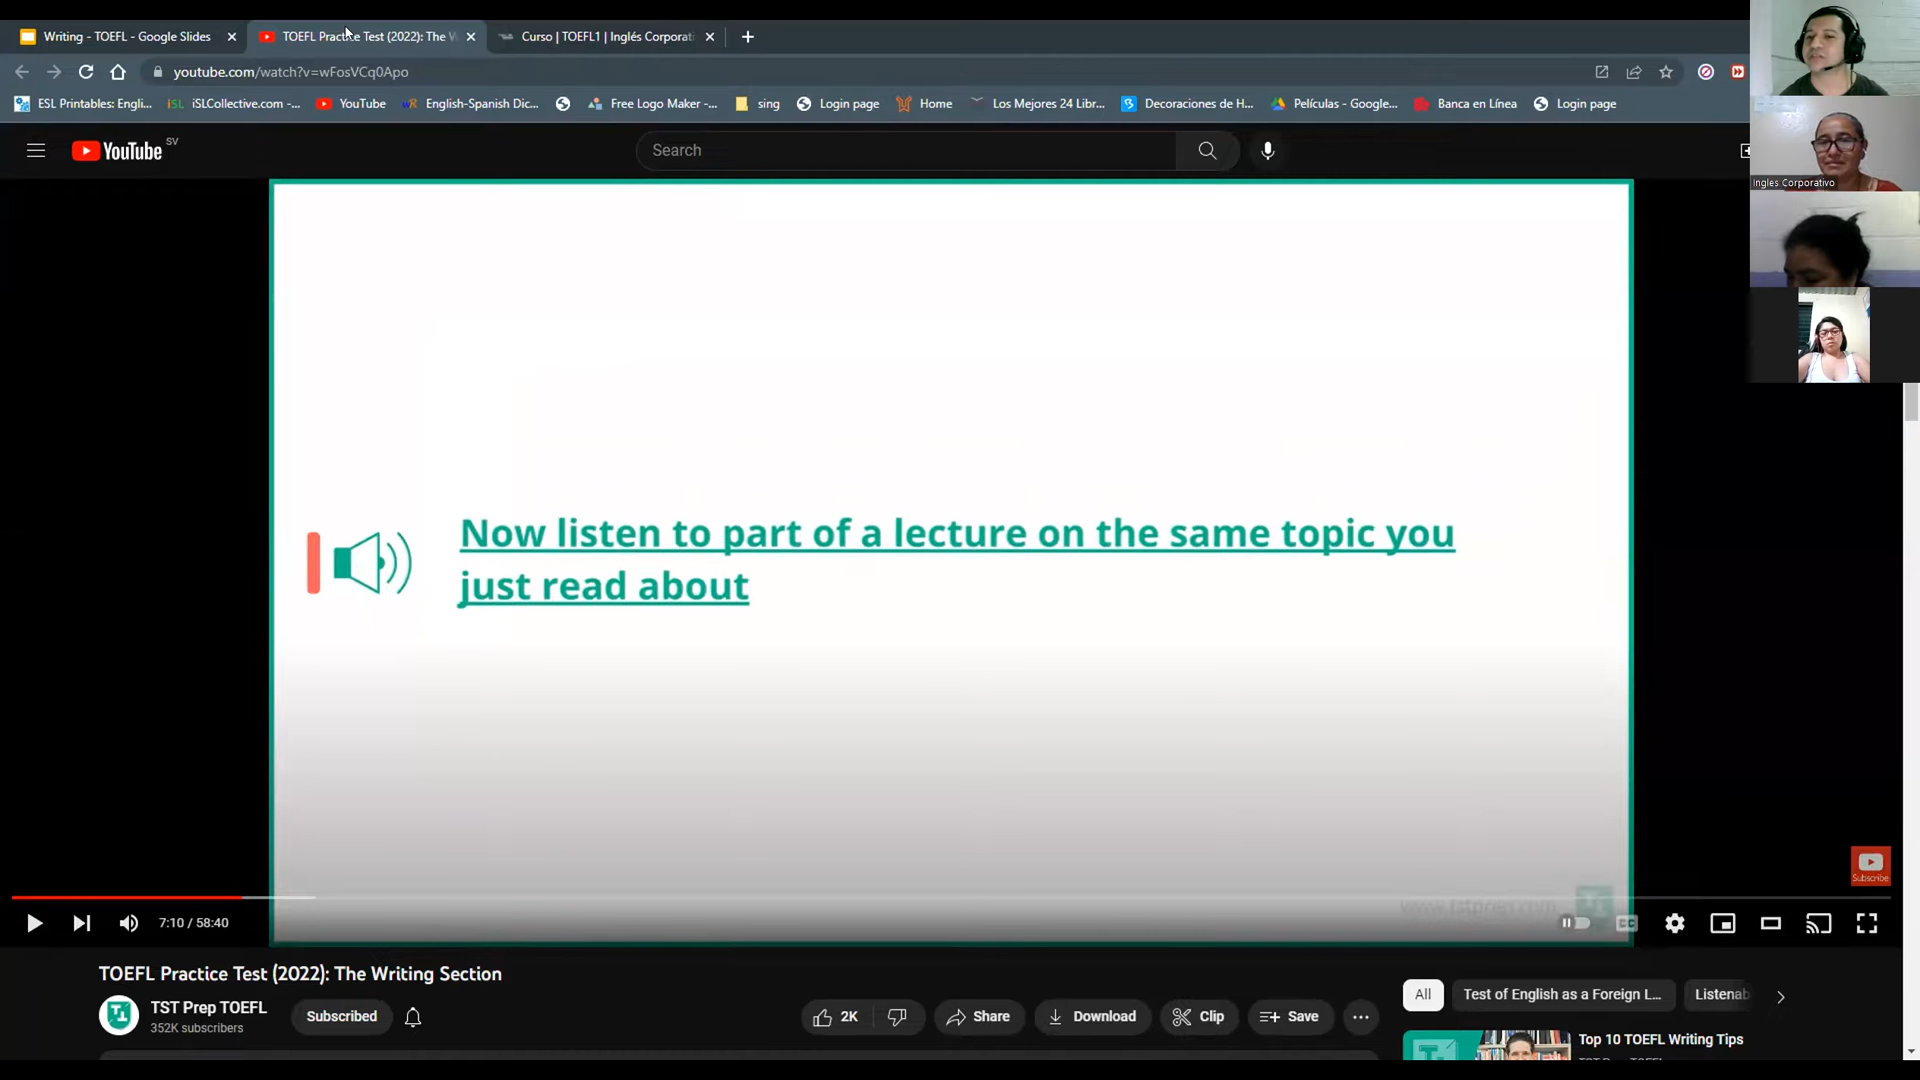 Writing - TOEFL - Google Slides
TOEFL Practice Test (2022): The W
Curso | TOEFL1 | Inglés Corporati
youtube.com/watch?v=wFosVCq0Apo
ESL Printables: Engli...
iSLCollective.com -...
YouTube
English-Spanish Dic...
Free Logo Maker -...
sing
Login page
Home
Los Mejores 24 Libr...
Decoraciones de H...
Películas - Google...
Banca en Línea
Login page
Ingles Corporativo
YouTube SV
Search
Now listen to part of a lecture on the same topic you
just read about
Subscribe
7:10 / 58:40
CC
TOEFL Practice Test (2022): The Writing Section
TST Prep TOEFL
352K subscribers
Subscribed
2K
Share
Download
Clip
Save
All
Test of English as a Foreign L...
Listenab
Top 10 TOEFL Writing Tips